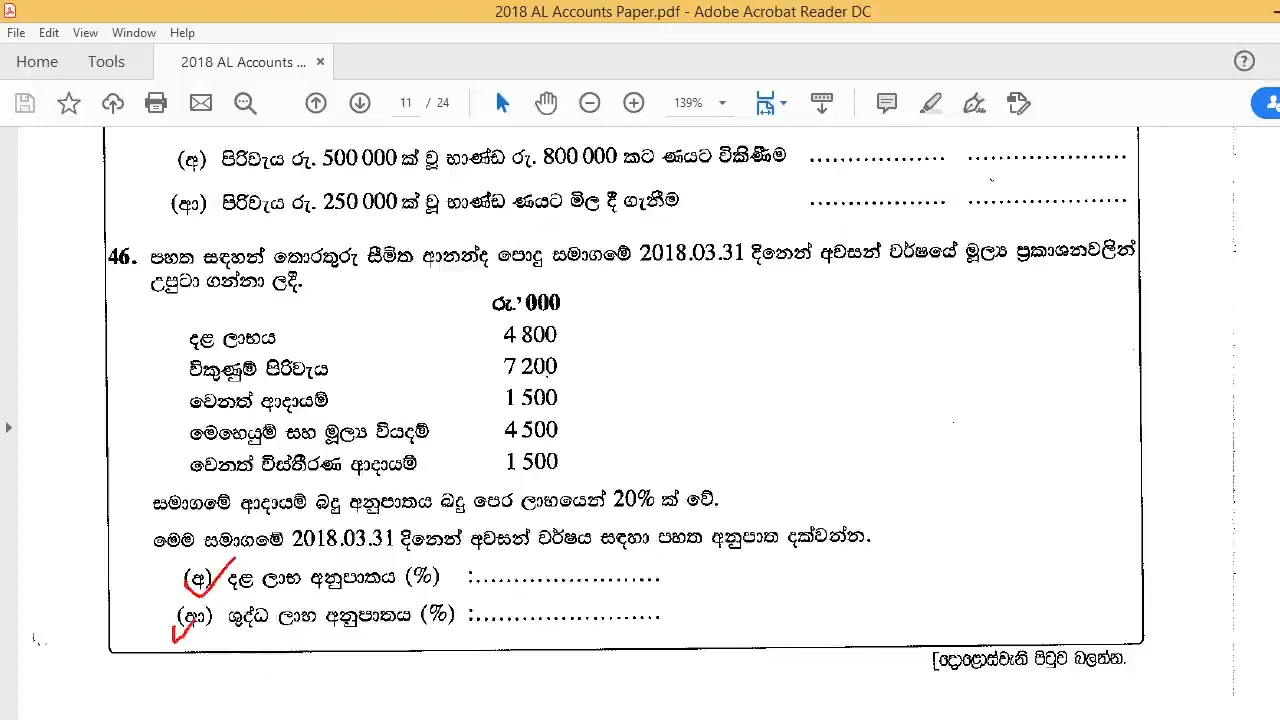 2018 AL Accounts Paper.pdf - Adobe Acrobat Reader DC
File Edit View Window Help
Home Tools 2018 AL Accounts ... ×
11 / 24 139%
(අ) පිරිවැය රු. 500 000 ක් වූ භාණ්ඩ රු. 800 000 කට ණයට විකිණීම ..................... .........................
(ආ) පිරිවැය රු. 250 000 ක් වූ භාණ්ඩ ණයට මිල දී ගැනීම ..................... .........................
46. පහත සඳහන් තොරතුරු සීමිත ආනන්ද පොදු සමාගමේ 2018.03.31 දිනෙන් අවසන් වර්ෂයේ මූල්‍ය ප්‍රකාශනවලින්
උපුටා ගන්නා ලදි.
රු.' 000
දළ ලාභය 4 800
විකුණුම් පිරිවැය 7 200
වෙනත් ආදායම් 1 500
මෙහෙයුම් සහ මූල්‍ය වියදම් 4 500
වෙනත් විස්තීරණ ආදායම් 1 500
සමාගමේ ආදායම් බදු අනුපාතය බදු පෙර ලාභයෙන් 20% ක් වේ.
මෙම සමාගමේ 2018.03.31 දිනෙන් අවසන් වර්ෂය සඳහා පහත අනුපාත දක්වන්න.
(අ) දළ ලාභ අනුපාතය (%) :.............................
(ආ) ශුද්ධ ලාභ අනුපාතය (%) :.............................
[දොළොස්වැනි පිටුව බලන්න.